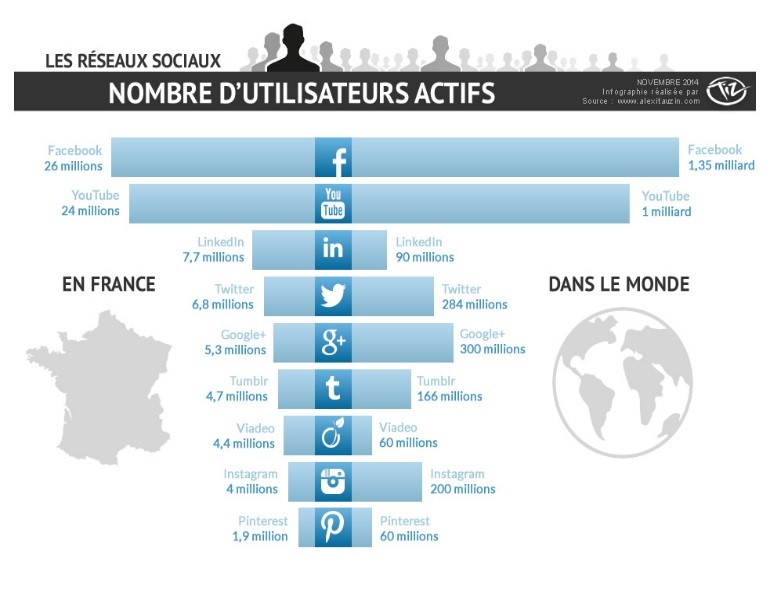 LES RÉSEAUX SOCIAUX
NOMBRE D'UTILISATEURS ACTIFS
NOVEMBRE 2014
Infographie réalisée par
Source : www.alexitauzin.com
TIZ
Facebook
26 millions
f
Facebook
1,35 milliard
YouTube
24 millions
You
Tube
YouTube
1 milliard
LinkedIn
7,7 millions
in
LinkedIn
90 millions
EN FRANCE
Twitter
6,8 millions
Twitter
284 millions
DANS LE MONDE
Google+
5,3 millions
g+
Google+
300 millions
Tumblr
4,7 millions
t
Tumblr
166 millions
Viadeo
4,4 millions
Viadeo
60 millions
Instagram
4 millions
Instagram
200 millions
Pinterest
1,9 million
Pinterest
60 millions